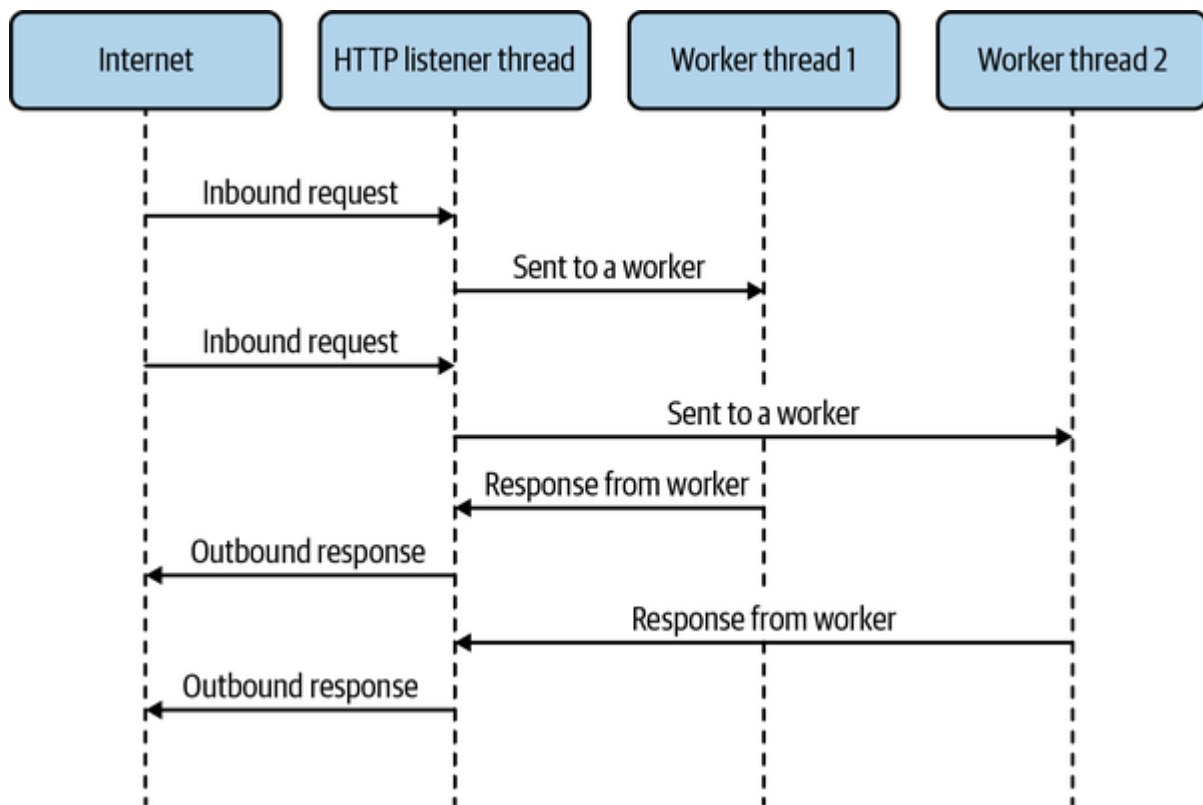 Internet
HTTP listener thread
Worker thread 1
Worker thread 2
Inbound request
Sent to a worker
Inbound request
Sent to a worker
Response from worker
Outbound response
Response from worker
Outbound response